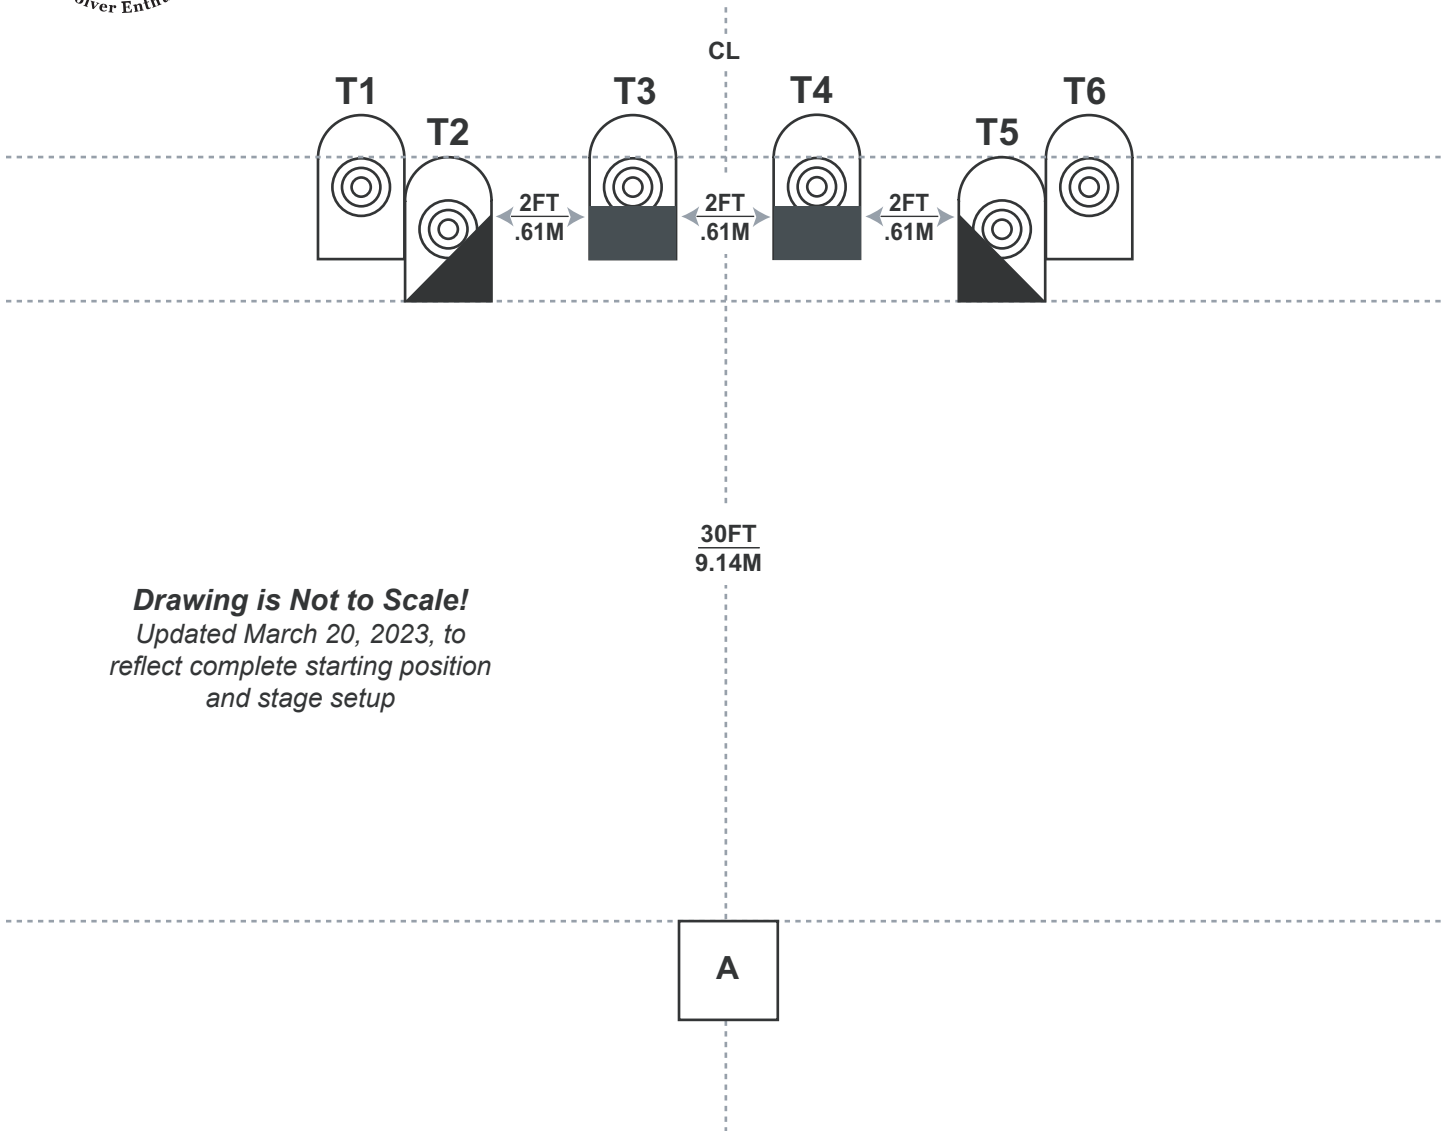 CL
T1
T2
T3
T4
T5
T6
2FT
.61M
2FT
.61M
2FT
.61M
30FT
9.14M
Drawing is Not to Scale!
Updated March 20, 2023, to
reflect complete starting position
and stage setup
A